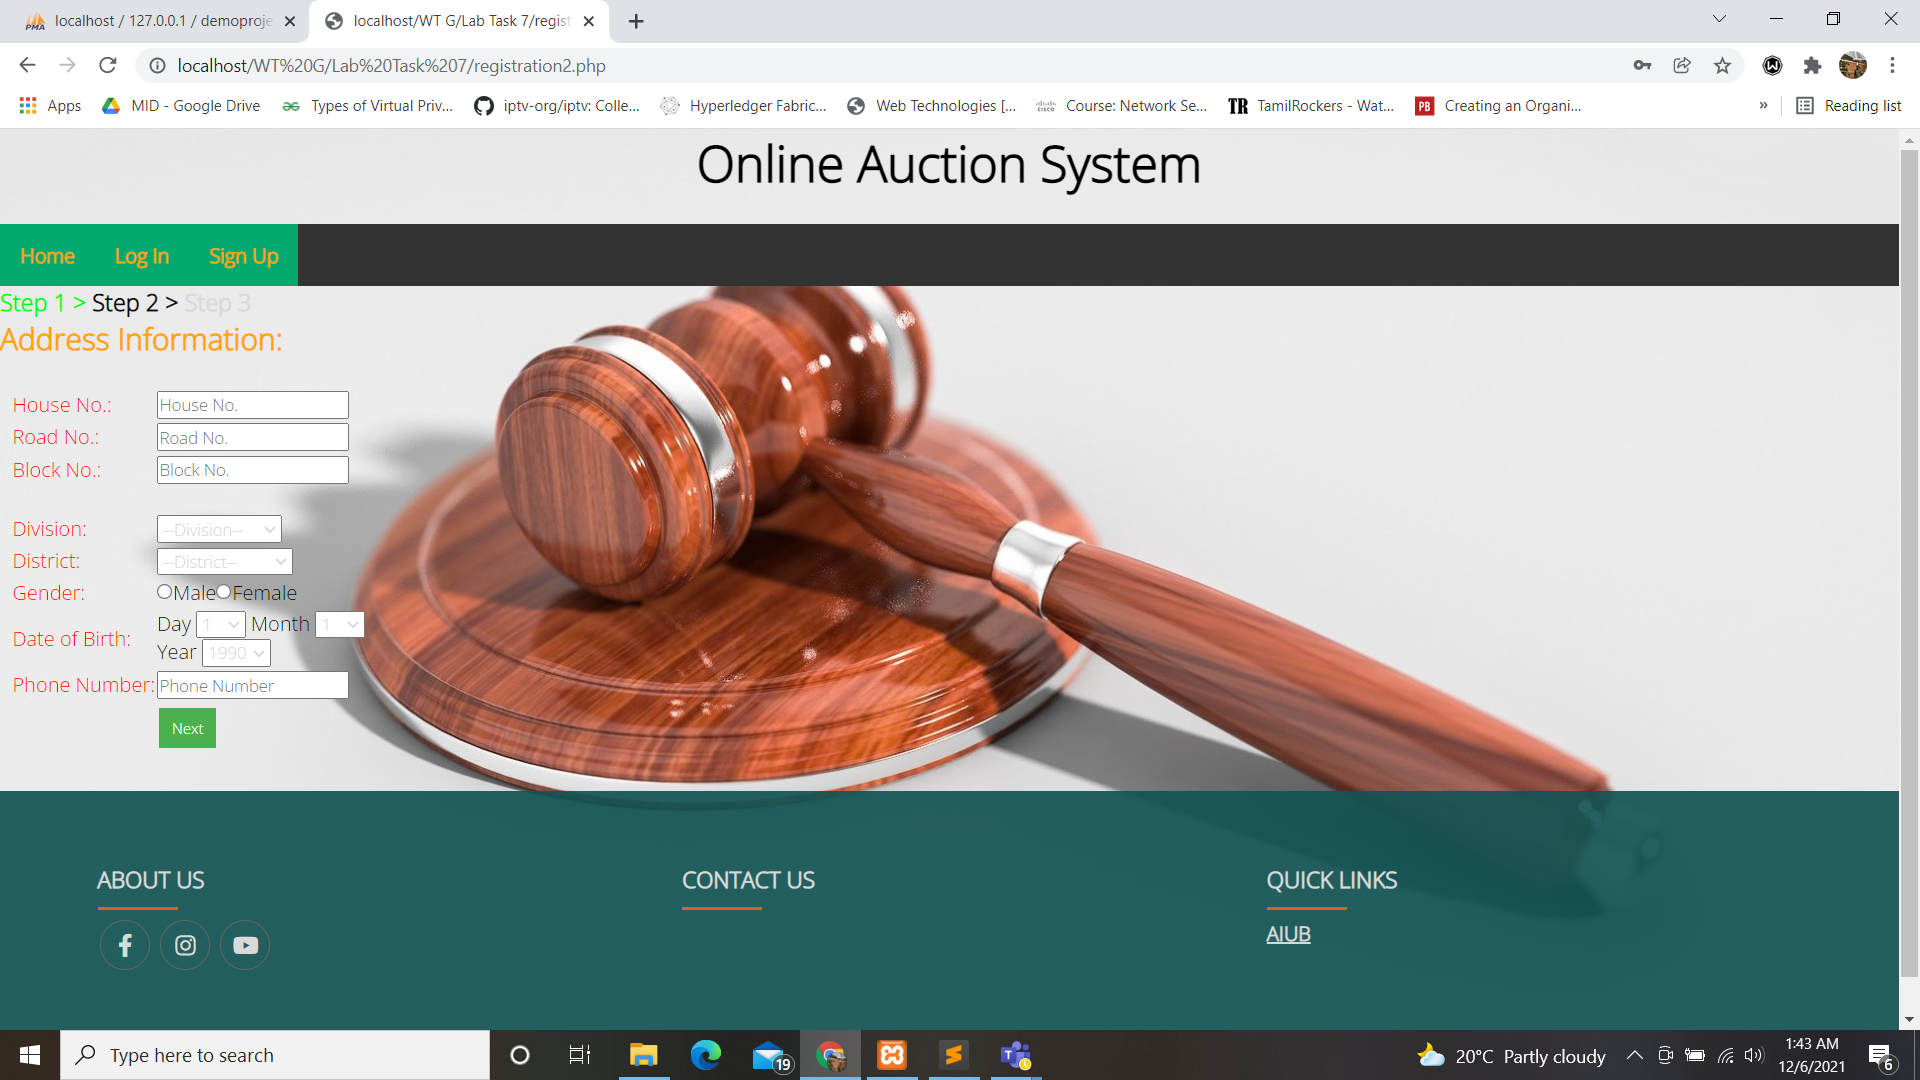 localhost / 127.0.0.1 / demoproje
localhost/WT G/Lab Task 7/regist
localhost/WT%20G/Lab%20Task%207/registration2.php
Apps
MID - Google Drive
Types of Virtual Priv...
iptv-org/iptv: Colle...
Hyperledger Fabric...
Web Technologies [...
Course: Network Se...
TamilRockers - Wat...
Creating an Organi...
»
Reading list
Online Auction System
Home Log In Sign Up
Step 1 > Step 2 > Step 3
Address Information:
House No.: House No.
Road No.: Road No.
Block No.: Block No.
Division: --Division--
District: --District--
Gender: Male Female
Day 1 Month 1
Date of Birth:
Year 1990
Phone Number: Phone Number
Next
ABOUT US
CONTACT US
QUICK LINKS
AIUB
Type here to search
19
20°C Partly cloudy
1:43 AM
12/6/2021
6